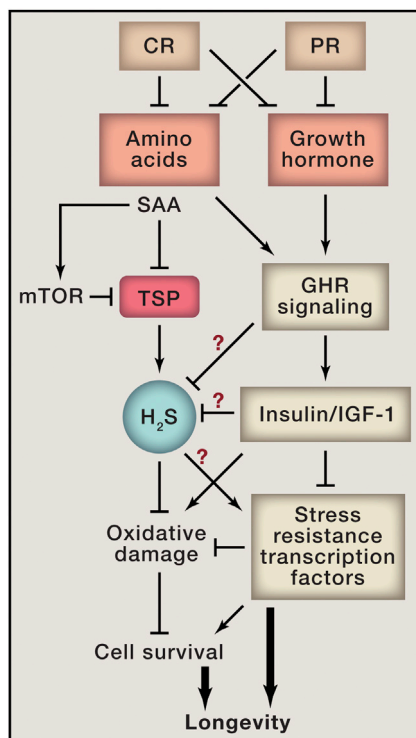 CR
PR
Amino
acids
Growth
hormone
SAA
mTOR
TSP
GHR
signaling
?
H₂S
?
Insulin/IGF-1
?
Oxidative
damage
Stress
resistance
transcription
factors
Cell survival
Longevity